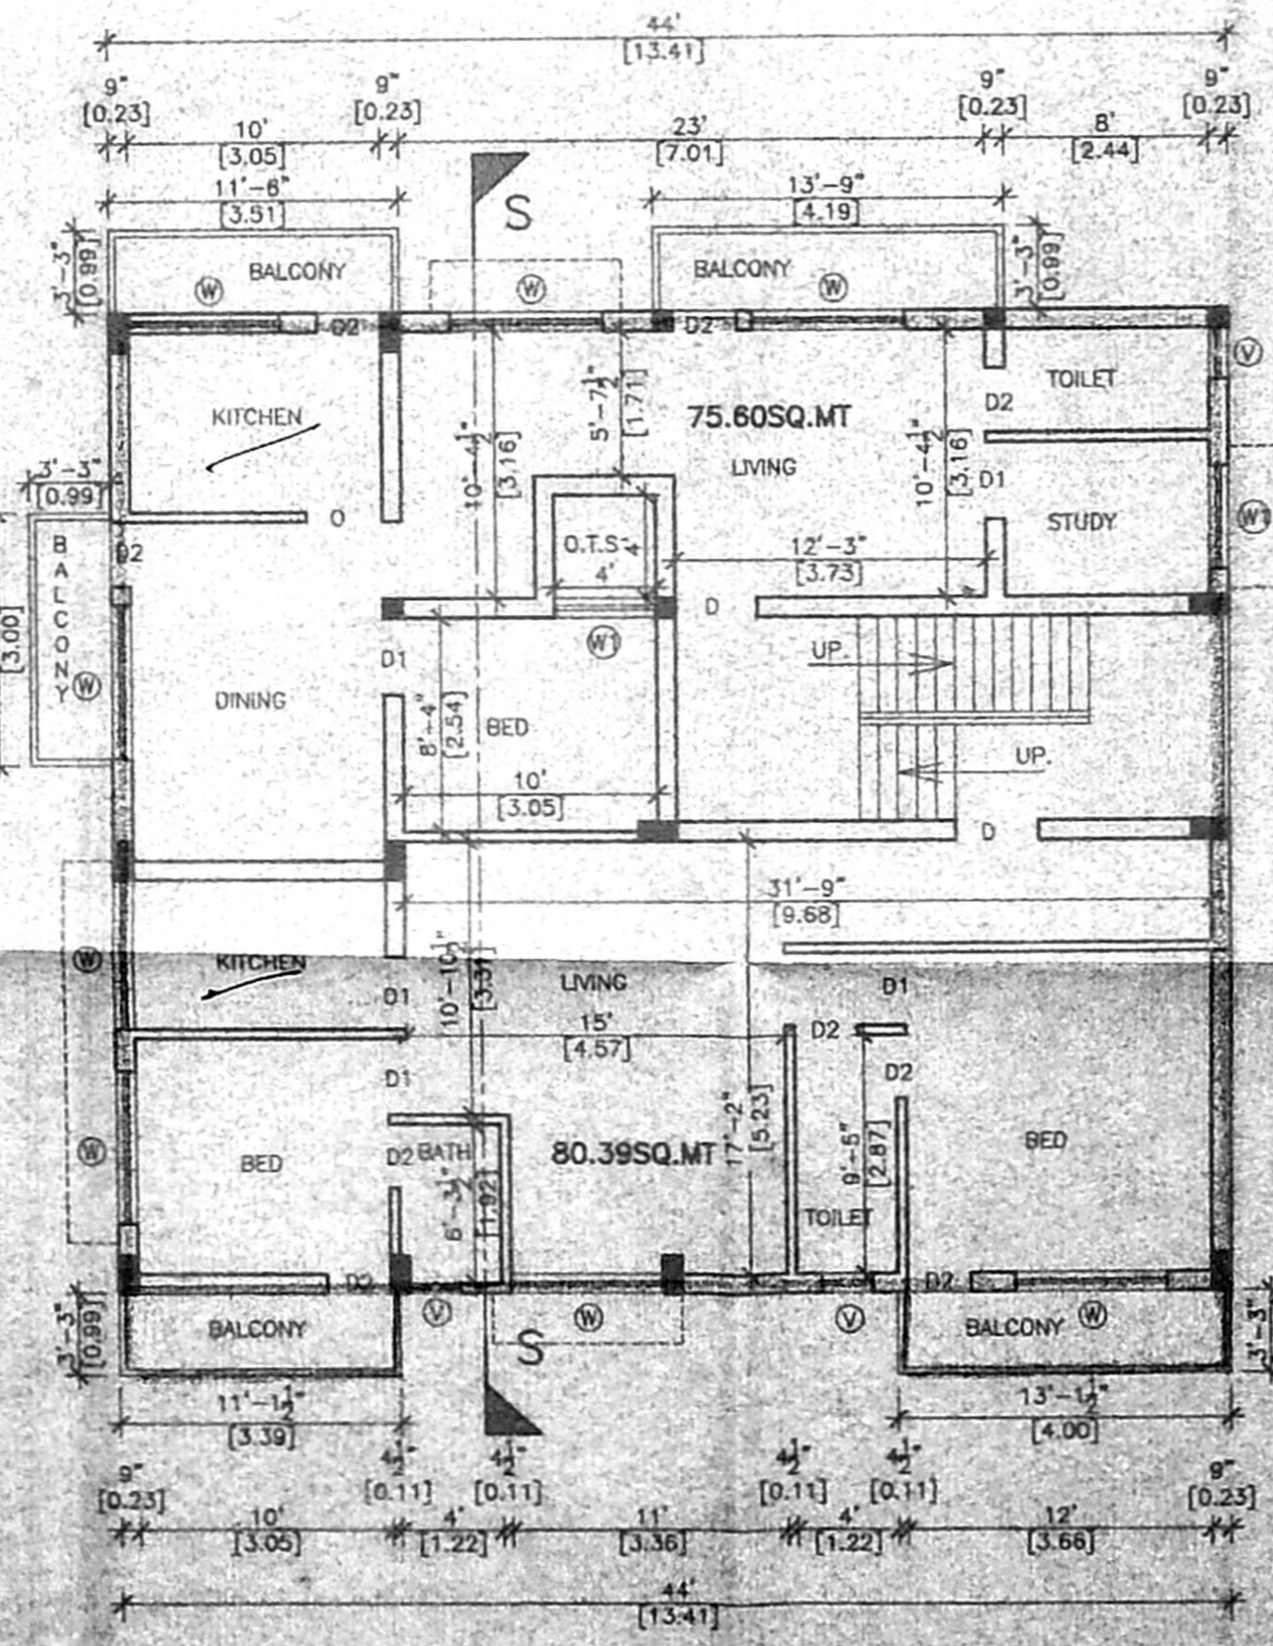 44'
[13.41]
9" 9" 9" 9"
[0.23] [0.23] [0.23] [0.23]
10' 23' 8'
[3.05] [7.01] [2.44]
11'-6" 13'-9"
[3.51] [4.19]
S
3'-3" [0.99] BALCONY BALCONY 3'-3" [0.99]
W W W
D2 D2
V
TOILET
KITCHEN 5'-7½" [1.71] 75.60SQ.MT D2
10'-4½" [3.16] LIVING 10'-4½" [3.16] D1
3'-3"
[0.99] O STUDY W1
BALCONY D2 O.T.S 4' 12'-3"
4' [3.73]
D
[3.00] W W1 UP.
D1
DINING 8'-4" [2.54] BED
UP.
10'
[3.05]
D
31'-9"
[9.68]
W KITCHEN 10'-10½" [3.31] LIVING
D1 D1
15' D2
[4.57]
D1 D2
17'-2" [5.23]
W BED D2 BATH 80.39SQ.MT 9'-5" [2.87] BED
6'-3½" [1.92] TOILET
D2 D2
3'-3" [0.99] BALCONY V W V BALCONY W 3'-3"
S
11'-1½" 13'-1½"
[3.39] [4.00]
9" 4½" 4½" 4½" 4½" 9"
[0.23] [0.11] [0.11] [0.11] [0.11] [0.23]
10' 4' 11' 4' 12'
[3.05] [1.22] [3.36] [1.22] [3.66]
44'
[13.41]